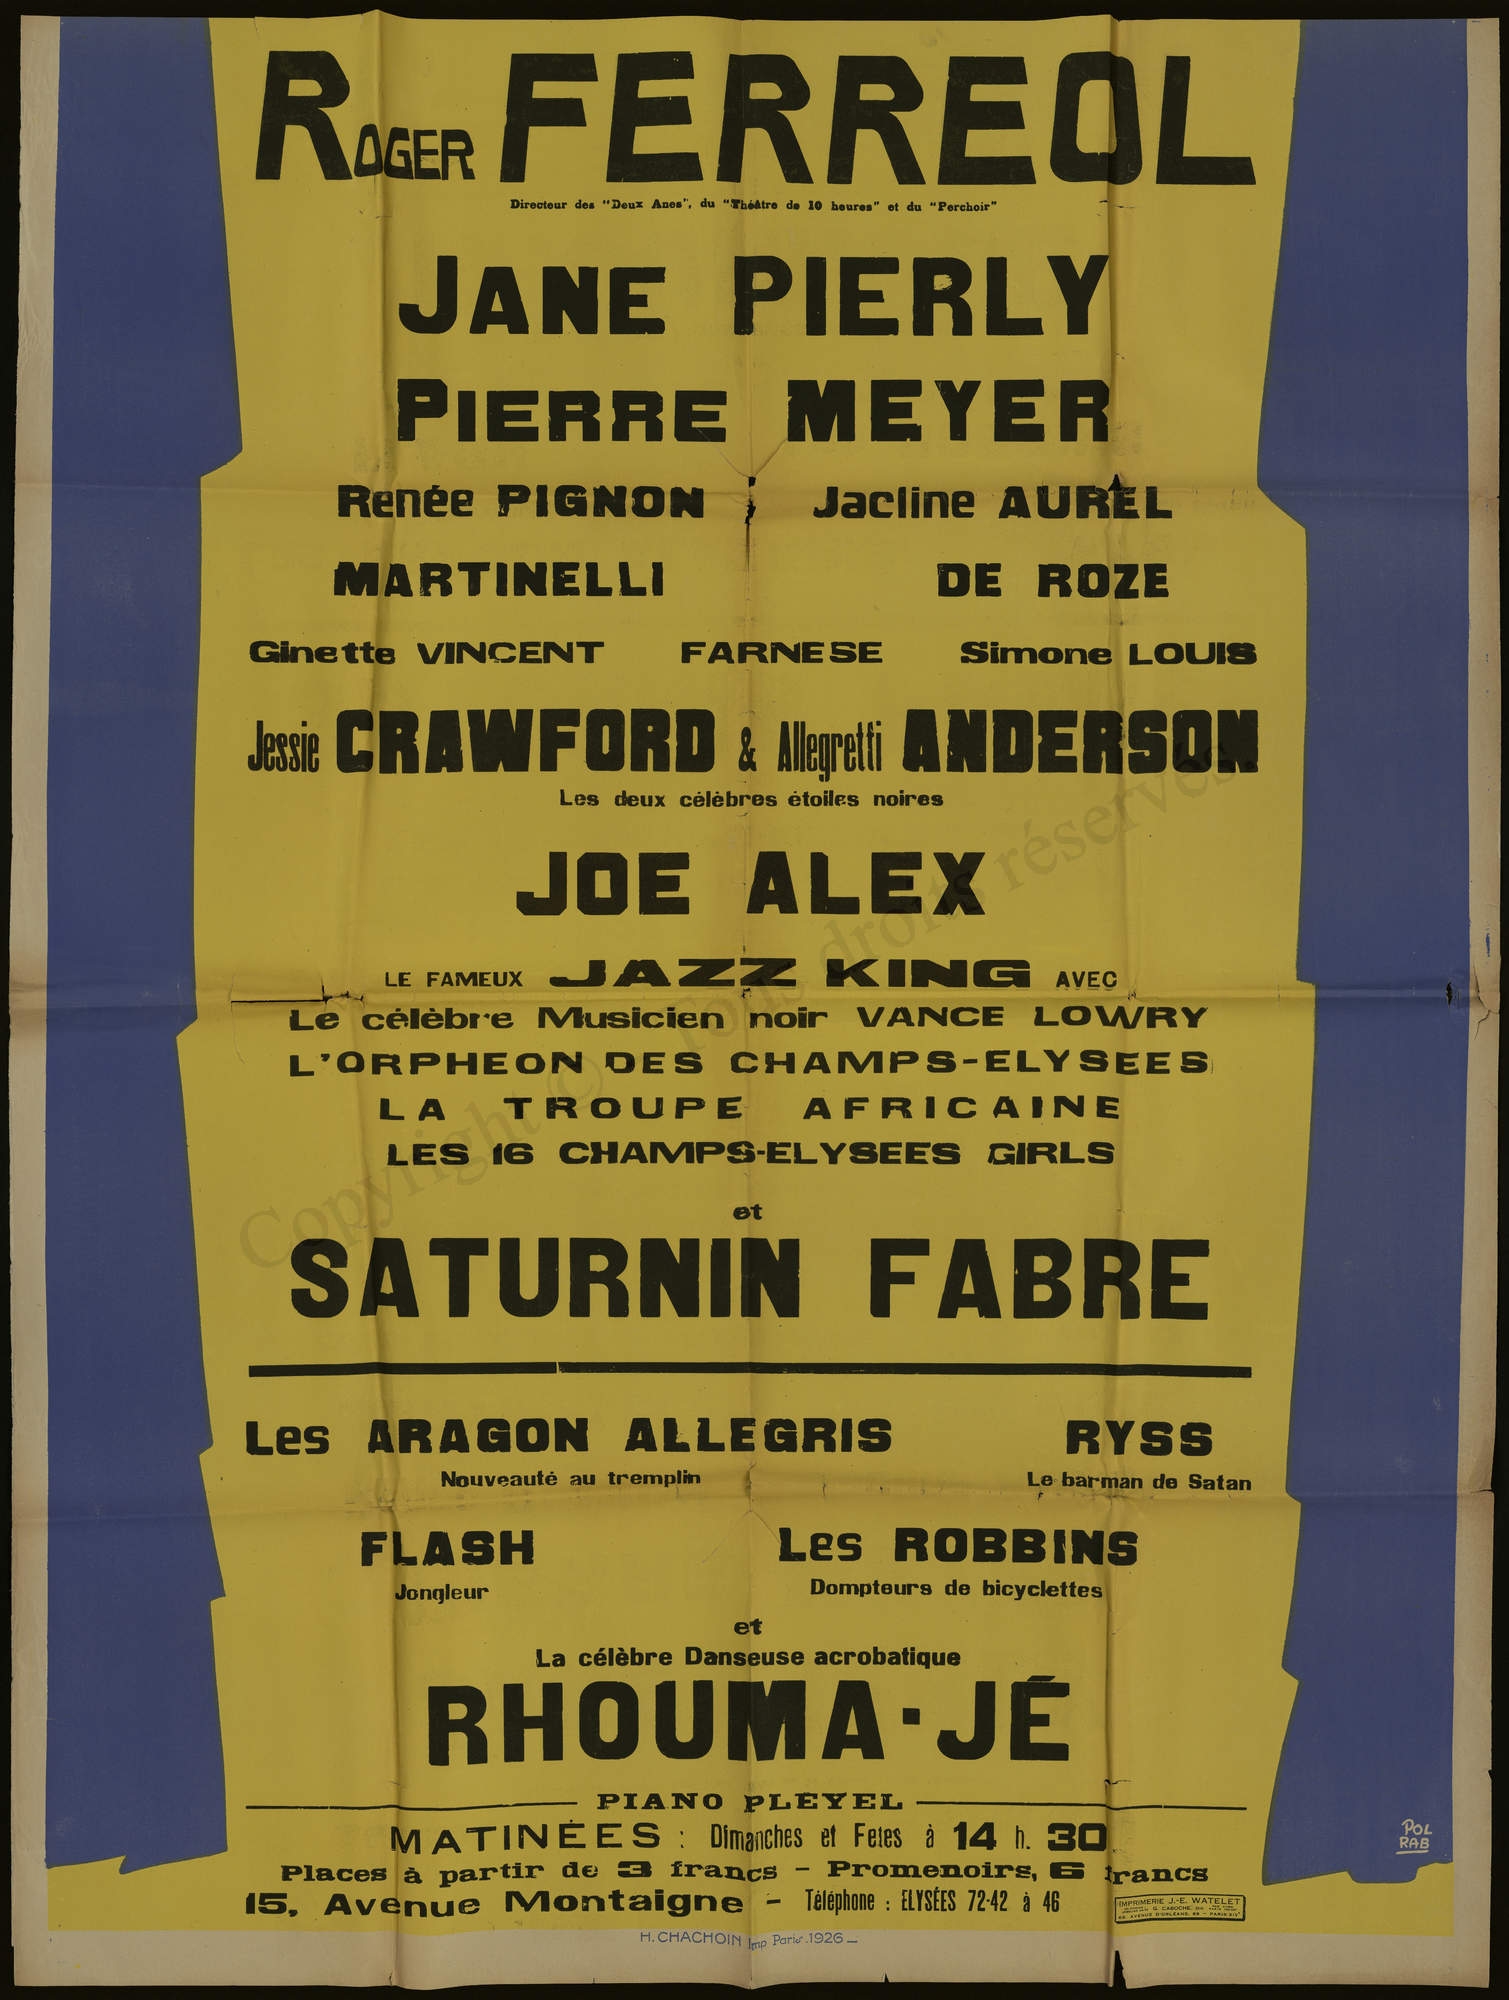 ROGER FERREOL
Directeur des "Deux Anes", du "Théâtre de 10 heures" et du "Perchoir"
JANE PIERLY
PIERRE MEYER
Renée PIGNON Jacline AUREL
MARTINELLI DE ROZE
Ginette VINCENT FARNESE Simone LOUIS
Jessie CRAWFORD & Allegretti ANDERSON
Les deux célèbres étoiles noires
JOE ALEX
LE FAMEUX JAZZ KING AVEC
Le célèbre Musicien noir VANCE LOWRY
L'ORPHEON DES CHAMPS-ELYSEES
LA TROUPE AFRICAINE
LES 16 CHAMPS-ELYSEES GIRLS
et
SATURNIN FABRE
Les ARAGON ALLEGRIS RYSS
Nouveauté au tremplin Le barman de Satan
FLASH Les ROBBINS
Jongleur Dompteurs de bicyclettes
et
La célèbre Danseuse acrobatique
RHOUMA-JÉ
PIANO PLEYEL
MATINÉES : Dimanches et Fetes à 14 h. 30
Places à partir de 3 francs - Promenoirs, 6 francs
15, Avenue Montaigne - Téléphone : ELYSÉES 72-42 à 46
POL
RAB
IMPRIMERIE J.-E. WATELET
G. CABOCHE
AVENUE D'ORLÉANS
H. CHACHOIN Imp Paris. 1926
Copyright © - Tous droits réservés.